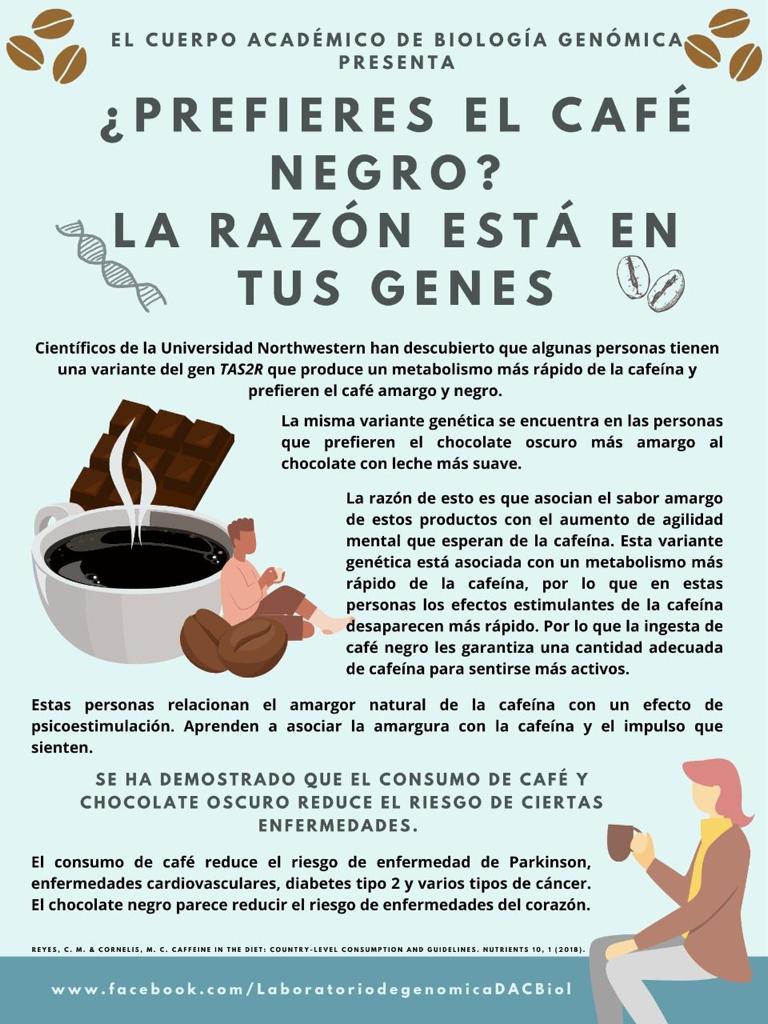 EL CUERPO ACADÉMICO DE BIOLOGÍA GENÓMICA
PRESENTA
¿PREFIERES EL CAFÉ
NEGRO?
LA RAZÓN ESTÁ EN
TUS GENES
Científicos de la Universidad Northwestern han descubierto que algunas personas tienen
una variante del gen TAS2R que produce un metabolismo más rápido de la cafeína y
prefieren el café amargo y negro.
La misma variante genética se encuentra en las personas
que prefieren el chocolate oscuro más amargo al
chocolate con leche más suave.
La razón de esto es que asocian el sabor amargo
de estos productos con el aumento de agilidad
mental que esperan de la cafeína. Esta variante
genética está asociada con un metabolismo más
rápido de la cafeína, por lo que en estas
personas los efectos estimulantes de la cafeína
desaparecen más rápido. Por lo que la ingesta de
café negro les garantiza una cantidad adecuada
de cafeína para sentirse más activos.
Estas personas relacionan el amargor natural de la cafeína con un efecto de
psicoestimulación. Aprenden a asociar la amargura con la cafeína y el impulso que
sienten.
SE HA DEMOSTRADO QUE EL CONSUMO DE CAFÉ Y
CHOCOLATE OSCURO REDUCE EL RIESGO DE CIERTAS
ENFERMEDADES.
El consumo de café reduce el riesgo de enfermedad de Parkinson,
enfermedades cardiovasculares, diabetes tipo 2 y varios tipos de cáncer.
El chocolate negro parece reducir el riesgo de enfermedades del corazón.
REYES, C. M. & CORNELIS, M. C. CAFFEINE IN THE DIET: COUNTRY-LEVEL CONSUMPTION AND GUIDELINES. NUTRIENTS 10, 1 (2018).
www.facebook.com/LaboratoriodegenomicaDACBiol